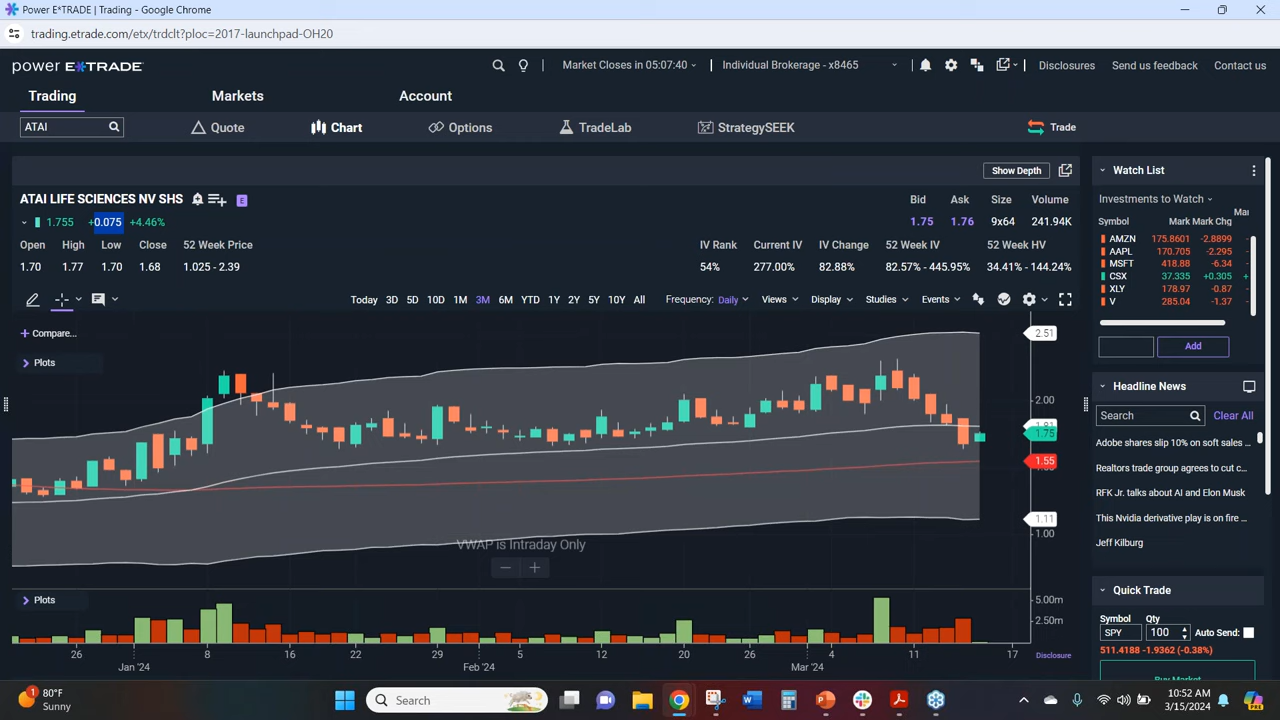 Power E*TRADE | Trading - Google Chrome
trading.etrade.com/etx/trdclt?ploc=2017-launchpad-OH20
power E*TRADE
Market Closes in 05:07:40
Individual Brokerage - x8465
Disclosures
Send us feedback
Contact us
Trading
Markets
Account
ATAI
Quote
Chart
Options
TradeLab
StrategySEEK
Trade
Show Depth
ATAI LIFE SCIENCES NV SHS
E
1.755 +0.075 +4.46%
Open High Low Close 52 Week Price
1.70 1.77 1.70 1.68 1.025 - 2.39
Bid Ask Size Volume
1.75 1.76 9x64 241.94K
IV Rank Current IV IV Change 52 Week IV 52 Week HV
54% 277.00% 82.88% 82.57% - 445.95% 34.41% - 144.24%
Today 3D 5D 10D 1M 3M 6M YTD 1Y 2Y 5Y 10Y All Frequency: Daily Views Display Studies Events
Compare...
Plots
2.51
2.00
1.75
1.55
1.11
1.00
VWAP is Intraday Only
Plots
5.00m
2.50m
26 8 16 22 29 5 12 20 26 4 11 17
Jan '24 Feb '24 Mar '24
Disclosure
Watch List
Investments to Watch
Symbol Mark Mark Chg Mar
AMZN 175.8601 -2.8899
AAPL 170.705 -2.295
MSFT 418.88 -6.34
CSX 37.335 +0.305 +
XLY 178.97 -0.87
V 285.04 -1.37
Add
Headline News
Search
Clear All
Adobe shares slip 10% on soft sales ...
Realtors trade group agrees to cut c...
RFK Jr. talks about AI and Elon Musk
This Nvidia derivative play is on fire ...
Jeff Kilburg
Quick Trade
Symbol Qty
SPY 100 Auto Send:
511.4188 -1.9362 (-0.38%)
Buy Market
1
80°F
Sunny
Search
10:52 AM
3/15/2024